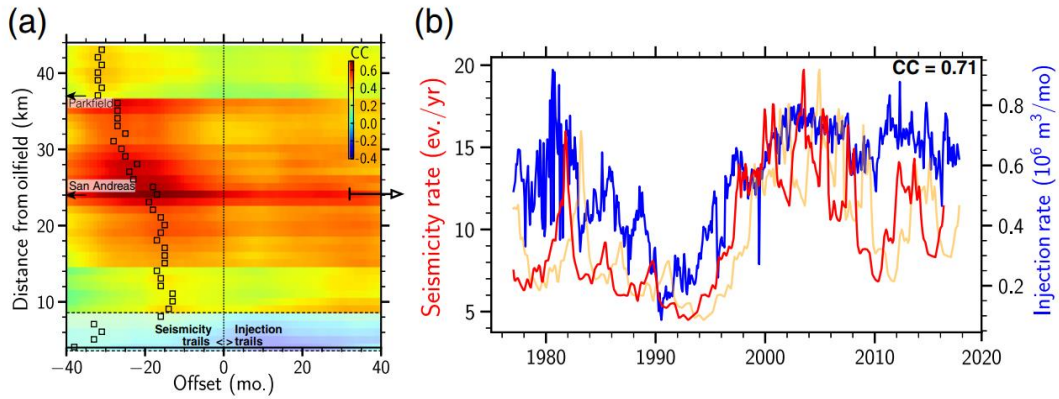 (a)
CC
0.6
0.4
0.2
0.0
−0.2
−0.4
40
30
20
10
Distance from oilfield (km)
Parkfield
San Andreas
Seismicity Injection
trails <·> trails
−40 −20 0 20 40
Offset (mo.)
(b)
CC = 0.71
20
15
10
5
Seismicity rate (ev./yr)
0.8
0.6
0.4
0.2
Injection rate (10⁶ m³/mo)
1980 1990 2000 2010 2020